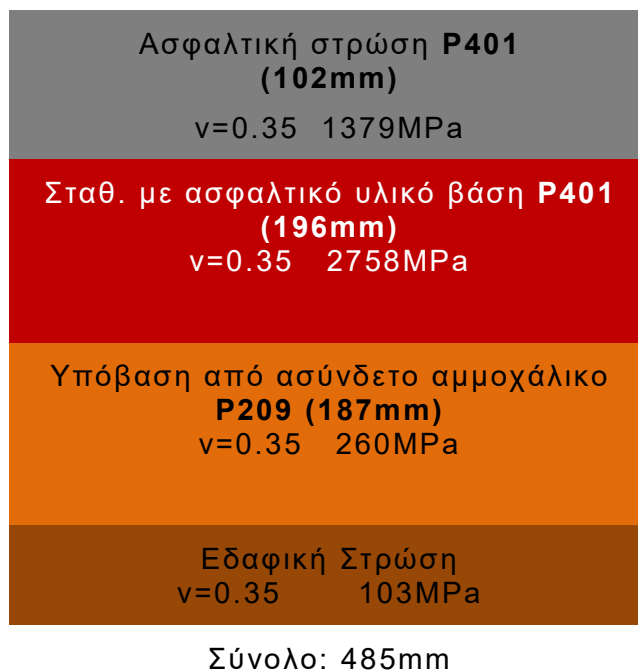 Ασφαλτική στρώση P401
(102mm)
ν=0.35 1379MPa
Σταθ. με ασφαλτικό υλικό βάση P401
(196mm)
ν=0.35 2758MPa
Υπόβαση από ασύνδετο αμμοχάλικο
P209 (187mm)
ν=0.35 260MPa
Εδαφική Στρώση
ν=0.35 103MPa
Σύνολο: 485mm